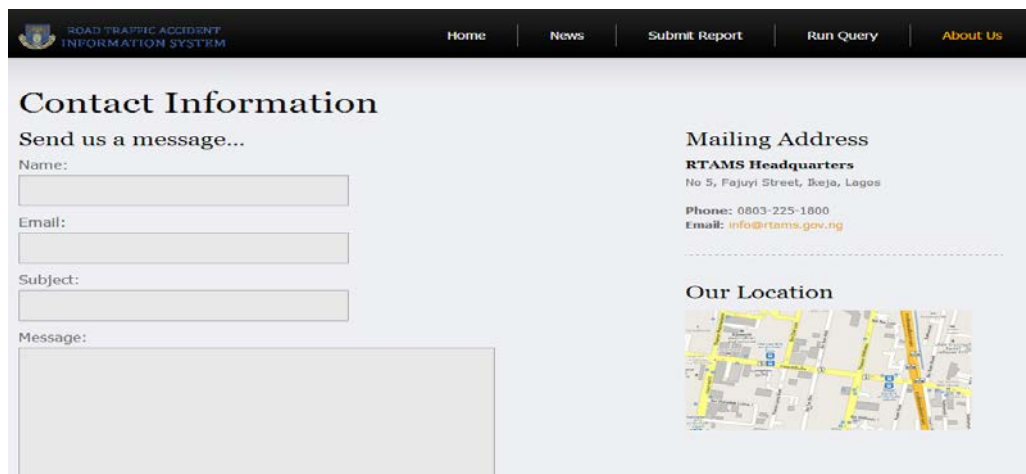 ROAD TRAFFIC ACCIDENT
INFORMATION SYSTEM
Home
News
Submit Report
Run Query
About Us
Contact Information
Send us a message...
Name:
Email:
Subject:
Message:
Mailing Address
RTAMS Headquarters
No 5, Fajuyi Street, Ikeja, Lagos
Phone: 0803-225-1800
Email: info@rtams.gov.ng
Our Location